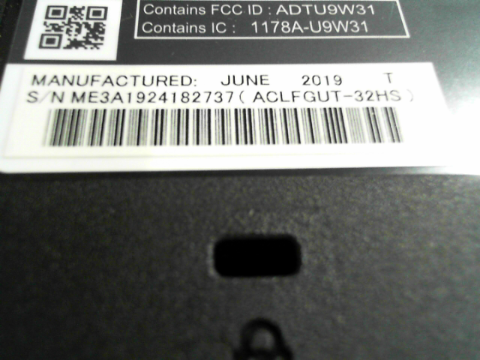 Contains FCC ID : ADTU9W31
Contains IC : 1178A-U9W31
MANUFACTURED: JUNE 2019 T
S/N ME3A1924182737 ( ACLFGUT-32HS )